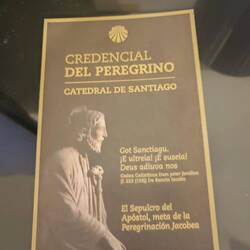 CREDENCIAL
DEL PEREGRINO
CATEDRAL DE SANTIAGO
Got Sanctiagu,
¡E ultreia! ¡E suseia!
Deus adiuva nos
El Sepulcro del
Apóstol, meta de la
Peregrinación Jacobea